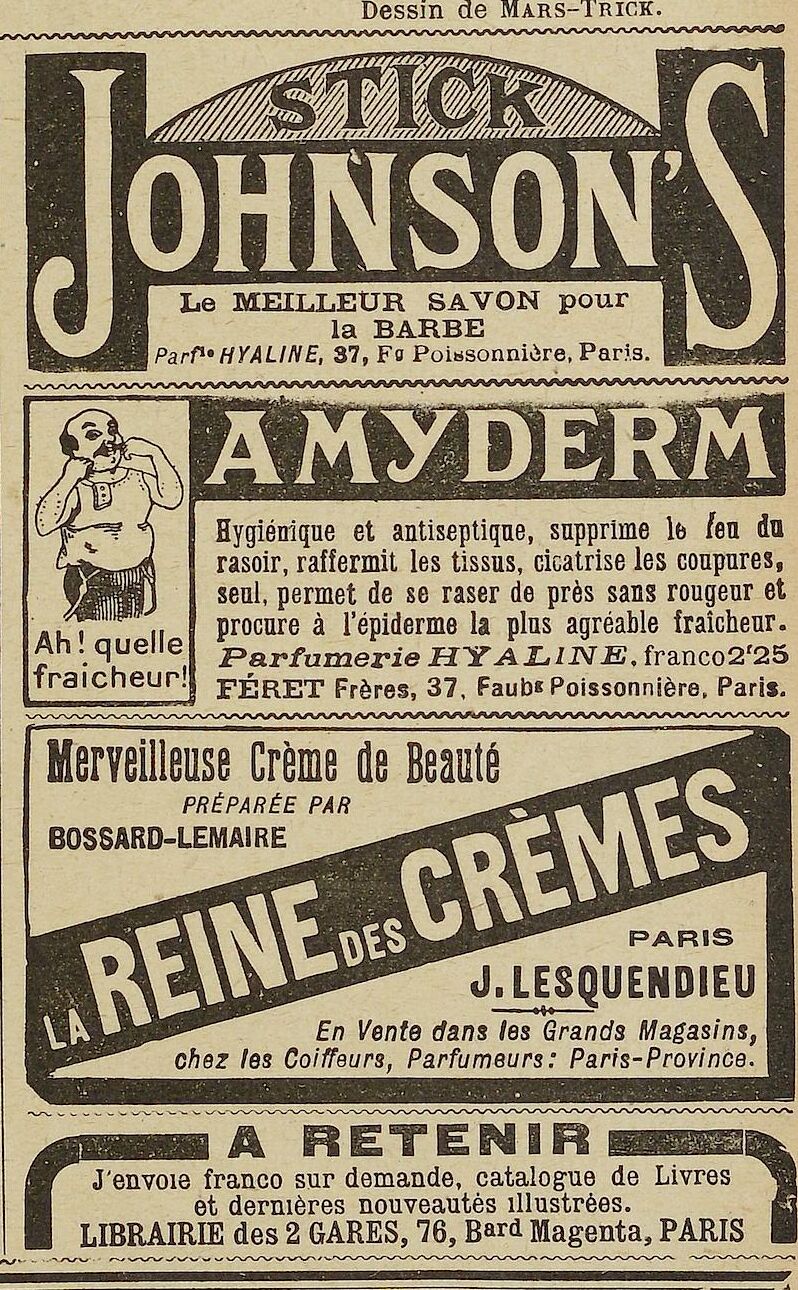 Dessin de MARS-TRICK.
STICK
JOHNSON'S
Le MEILLEUR SAVON pour
la BARBE
Parfie HYALINE, 37, Fg Poissonnière, Paris.
AMYDERM
Hygiénique et antiseptique, supprime le feu du
rasoir, raffermit les tissus, cicatrise les coupures,
seul, permet de se raser de près sans rougeur et
procure à l'épiderme la plus agréable fraîcheur.
Parfumerie HYALINE, franco 2f25
FÉRET Frères, 37, Faubg Poissonnière, Paris.
Ah! quelle
fraicheur!
Merveilleuse Crème de Beauté
PRÉPARÉE PAR
BOSSARD-LEMAIRE
LA REINE DES CRÈMES
PARIS
J. LESQUENDIEU
En Vente dans les Grands Magasins,
chez les Coiffeurs, Parfumeurs: Paris-Province.
A RETENIR
J'envoie franco sur demande, catalogue de Livres
et dernières nouveautés illustrées.
LIBRAIRIE des 2 GARES, 76, Bard Magenta, PARIS